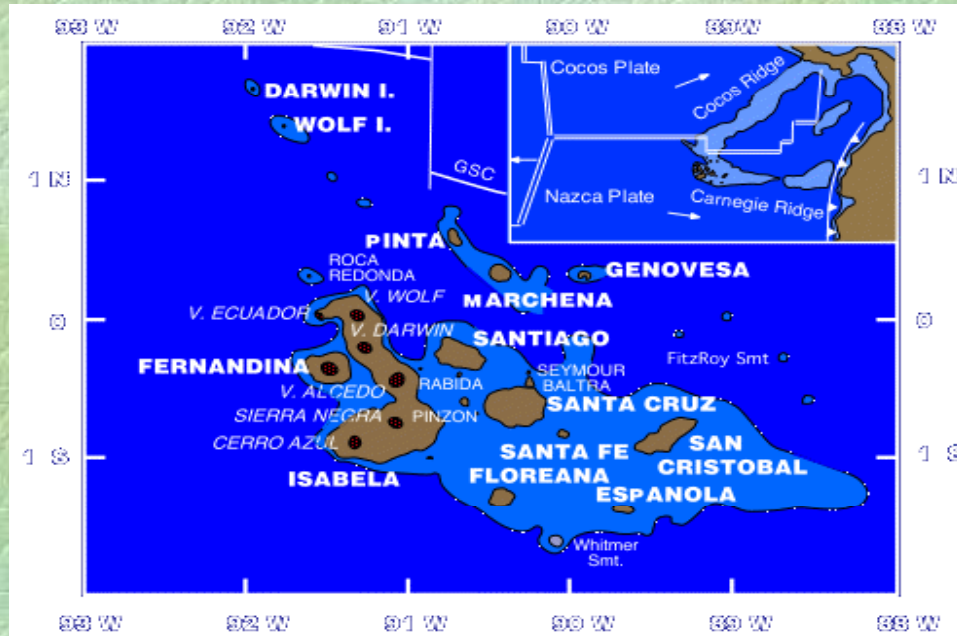 93 W 92 W 91 W 90 W 89W 88 W
Cocos Plate
Cocos Ridge
DARWIN I.
WOLF I.
1 N
GSC
1 N
Nazca Plate
Carnegie Ridge
PINTA
ROCA
REDONDA
GENOVESA
V. WOLF
MARCHENA
V. ECUADOR
0
0
V. DARWIN
SANTIAGO
FitzRoy Smt
FERNANDINA
SEYMOUR
BALTRA
V. ALCEDO
RABIDA
SANTA CRUZ
SIERRA NEGRA
PINZON
CERRO AZUL
SANTA FE
SAN
CRISTOBAL
1 S
1 S
ISABELA
FLOREANA
ESPANOLA
Whitmer
Smt.
93 W 92 W 91 W 90 W 89 W 88 W